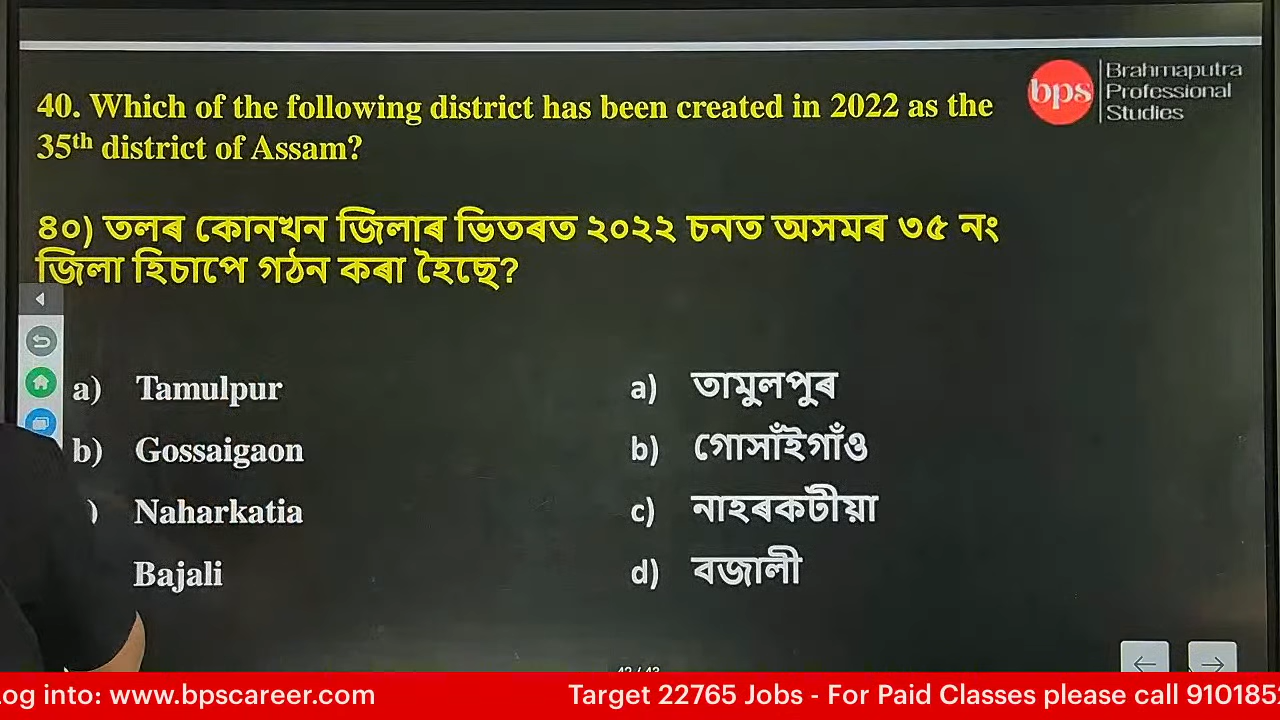 40. Which of the following district has been created in 2022 as the
35th district of Assam?
bps
Brahmaputra
Professional
Studies
৪০) তলৰ কোনখন জিলাৰ ভিতৰত ২০২২ চনত অসমৰ ৩৫ নং
জিলা হিচাপে গঠন কৰা হৈছে?
a) Tamulpur
b) Gossaigaon
) Naharkatia
Bajali
a) তামুলপুৰ
b) গোসাঁইগাঁও
c) নাহৰকটীয়া
d) বজালী
og into: www.bpscareer.com
Target 22765 Jobs - For Paid Classes please call 910185